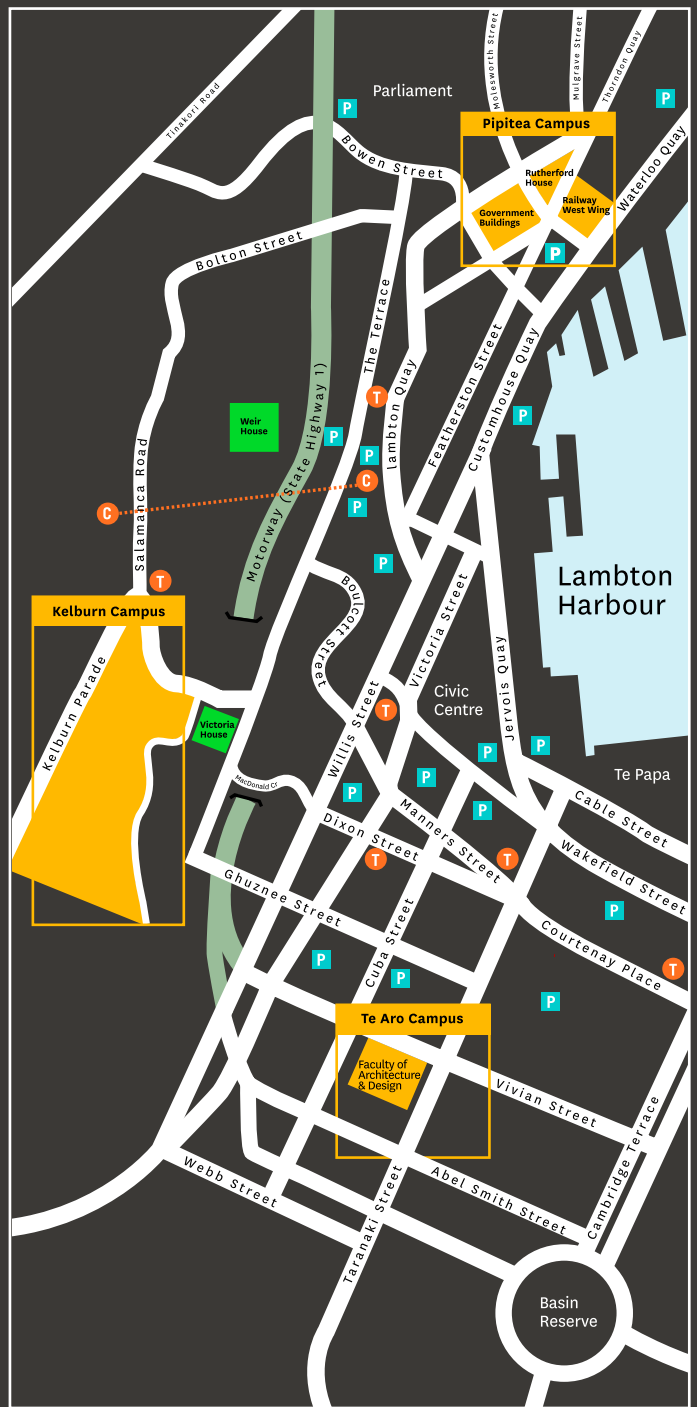 Molesworth Street
Mulgrave Street
Thorndon Quay
Tinakori Road
Parliament
P
P
Pipitea Campus
Bowen Street
Waterloo Quay
Rutherford
House
Railway
West Wing
Government
Buildings
Bolton Street
P
The Terrace
Lambton Quay
Featherston Street
Customhouse Quay
Motorway (State Highway 1)
T
P
Weir
House
P
P
Salamanca Road
C
C
P
P
T
Lambton
Harbour
Boulcott Street
Victoria Street
Kelburn Campus
Kelburn Parade
Jervois Quay
Willis Street
Civic
Centre
T
Victoria
House
P
P
Te Papa
P
MacDonald Cr
P
P
Cable Street
Manners Street
Dixon Street
T
T
Wakefield Street
Ghuznee Street
Cuba Street
P
Courtenay Place
P
T
P
P
Te Aro Campus
Faculty of
Architecture
& Design
Vivian Street
Cambridge Terrace
Webb Street
Abel Smith Street
Taranaki Street
Basin
Reserve